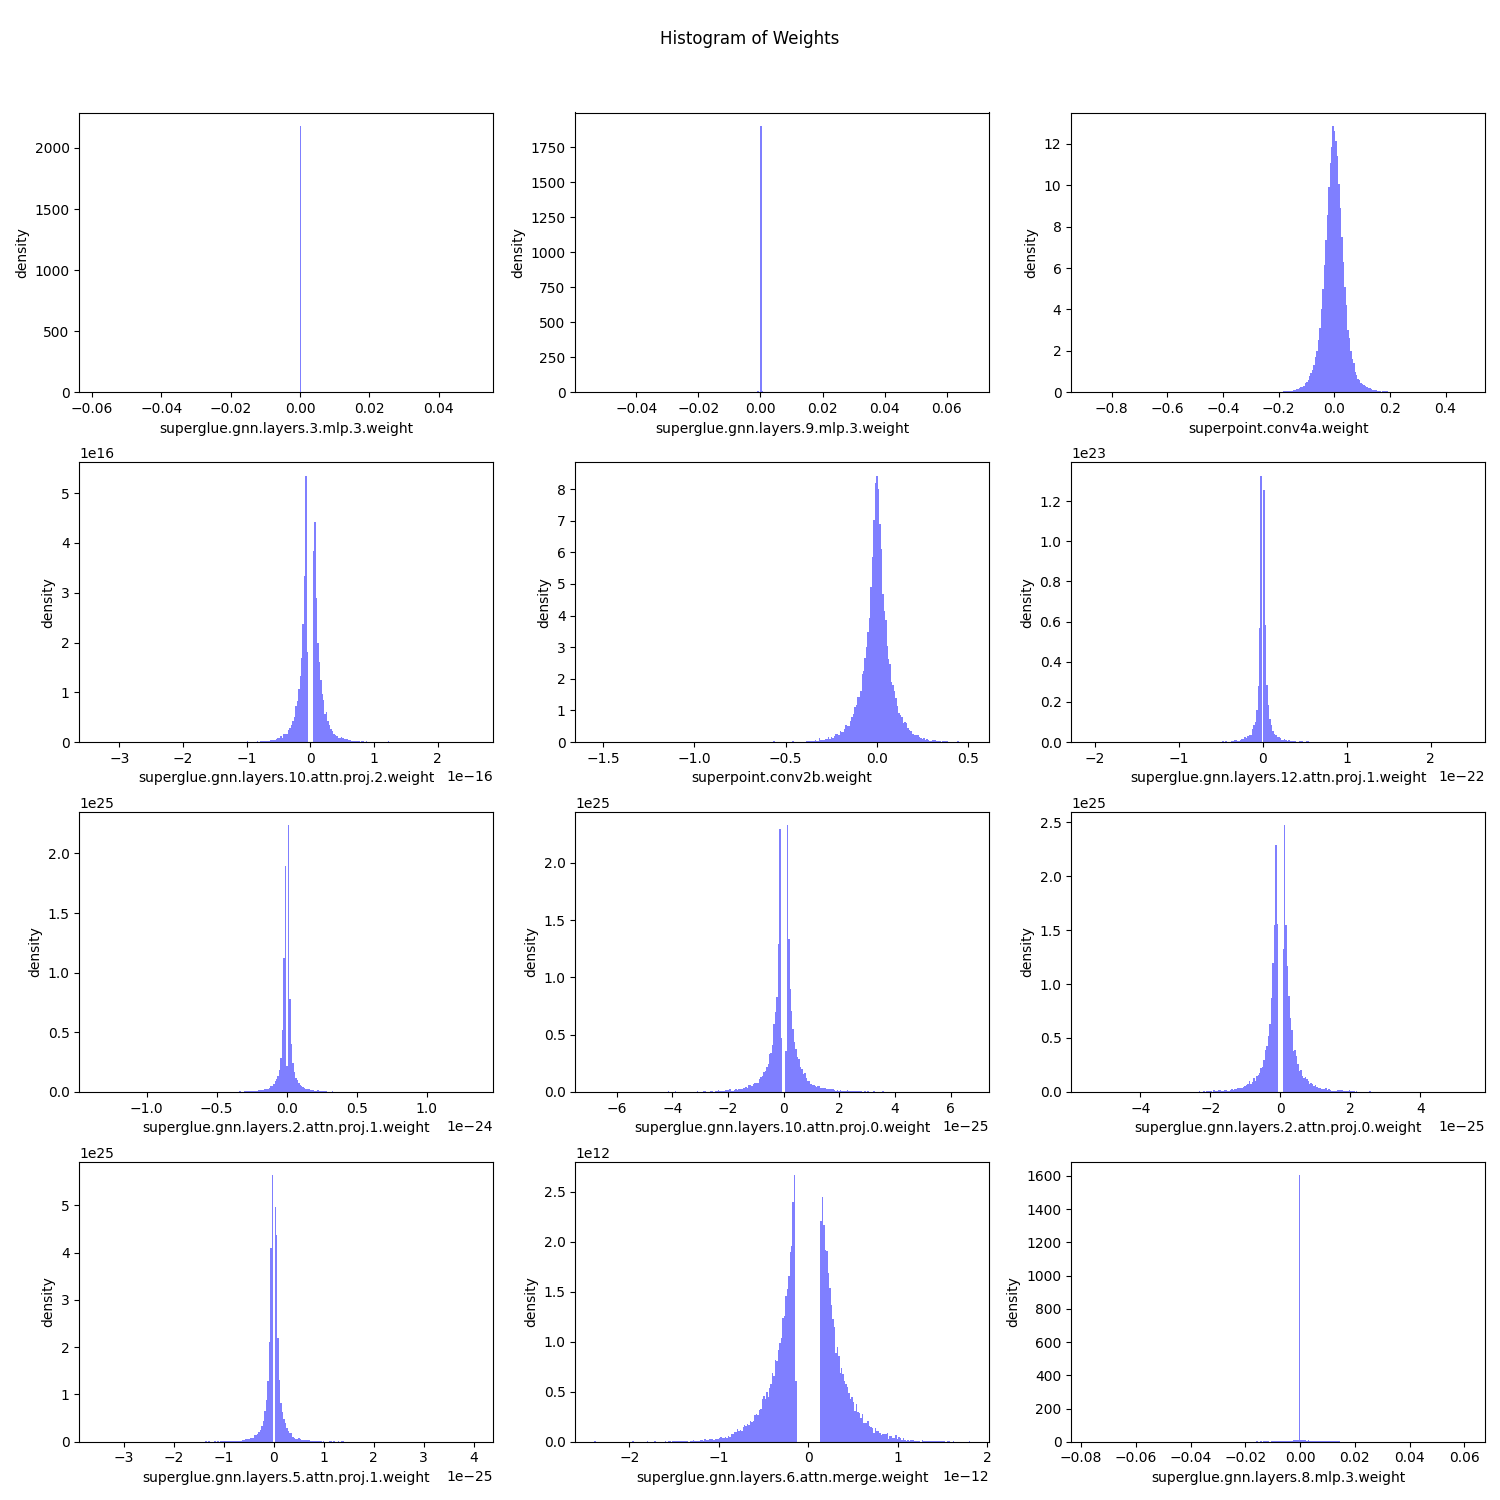 Histogram of Weights
density
2000
1500
1000
500
0
−0.06 −0.04 −0.02 0.00 0.02 0.04
superglue.gnn.layers.3.mlp.3.weight
density
1750
1500
1250
1000
750
500
250
0
−0.04 −0.02 0.00 0.02 0.04 0.06
superglue.gnn.layers.9.mlp.3.weight
density
12
10
8
6
4
2
0
−0.8 −0.6 −0.4 −0.2 0.0 0.2 0.4
superpoint.conv4a.weight
1e16
density
5
4
3
2
1
0
−3 −2 −1 0 1 2
superglue.gnn.layers.10.attn.proj.2.weight 1e−16
density
8
7
6
5
4
3
2
1
0
−1.5 −1.0 −0.5 0.0 0.5
superpoint.conv2b.weight
1e23
density
1.2
1.0
0.8
0.6
0.4
0.2
0.0
−2 −1 0 1 2
superglue.gnn.layers.12.attn.proj.1.weight 1e−22
1e25
density
2.0
1.5
1.0
0.5
0.0
−1.0 −0.5 0.0 0.5 1.0
superglue.gnn.layers.2.attn.proj.1.weight 1e−24
1e25
density
2.0
1.5
1.0
0.5
0.0
−6 −4 −2 0 2 4 6
superglue.gnn.layers.10.attn.proj.0.weight 1e−25
1e25
density
2.5
2.0
1.5
1.0
0.5
0.0
−4 −2 0 2 4
superglue.gnn.layers.2.attn.proj.0.weight 1e−25
1e25
density
5
4
3
2
1
0
−3 −2 −1 0 1 2 3 4
superglue.gnn.layers.5.attn.proj.1.weight 1e−25
1e12
density
2.5
2.0
1.5
1.0
0.5
0.0
−2 −1 0 1 2
superglue.gnn.layers.6.attn.merge.weight 1e−12
density
1600
1400
1200
1000
800
600
400
200
0
−0.08 −0.06 −0.04 −0.02 0.00 0.02 0.04 0.06
superglue.gnn.layers.8.mlp.3.weight